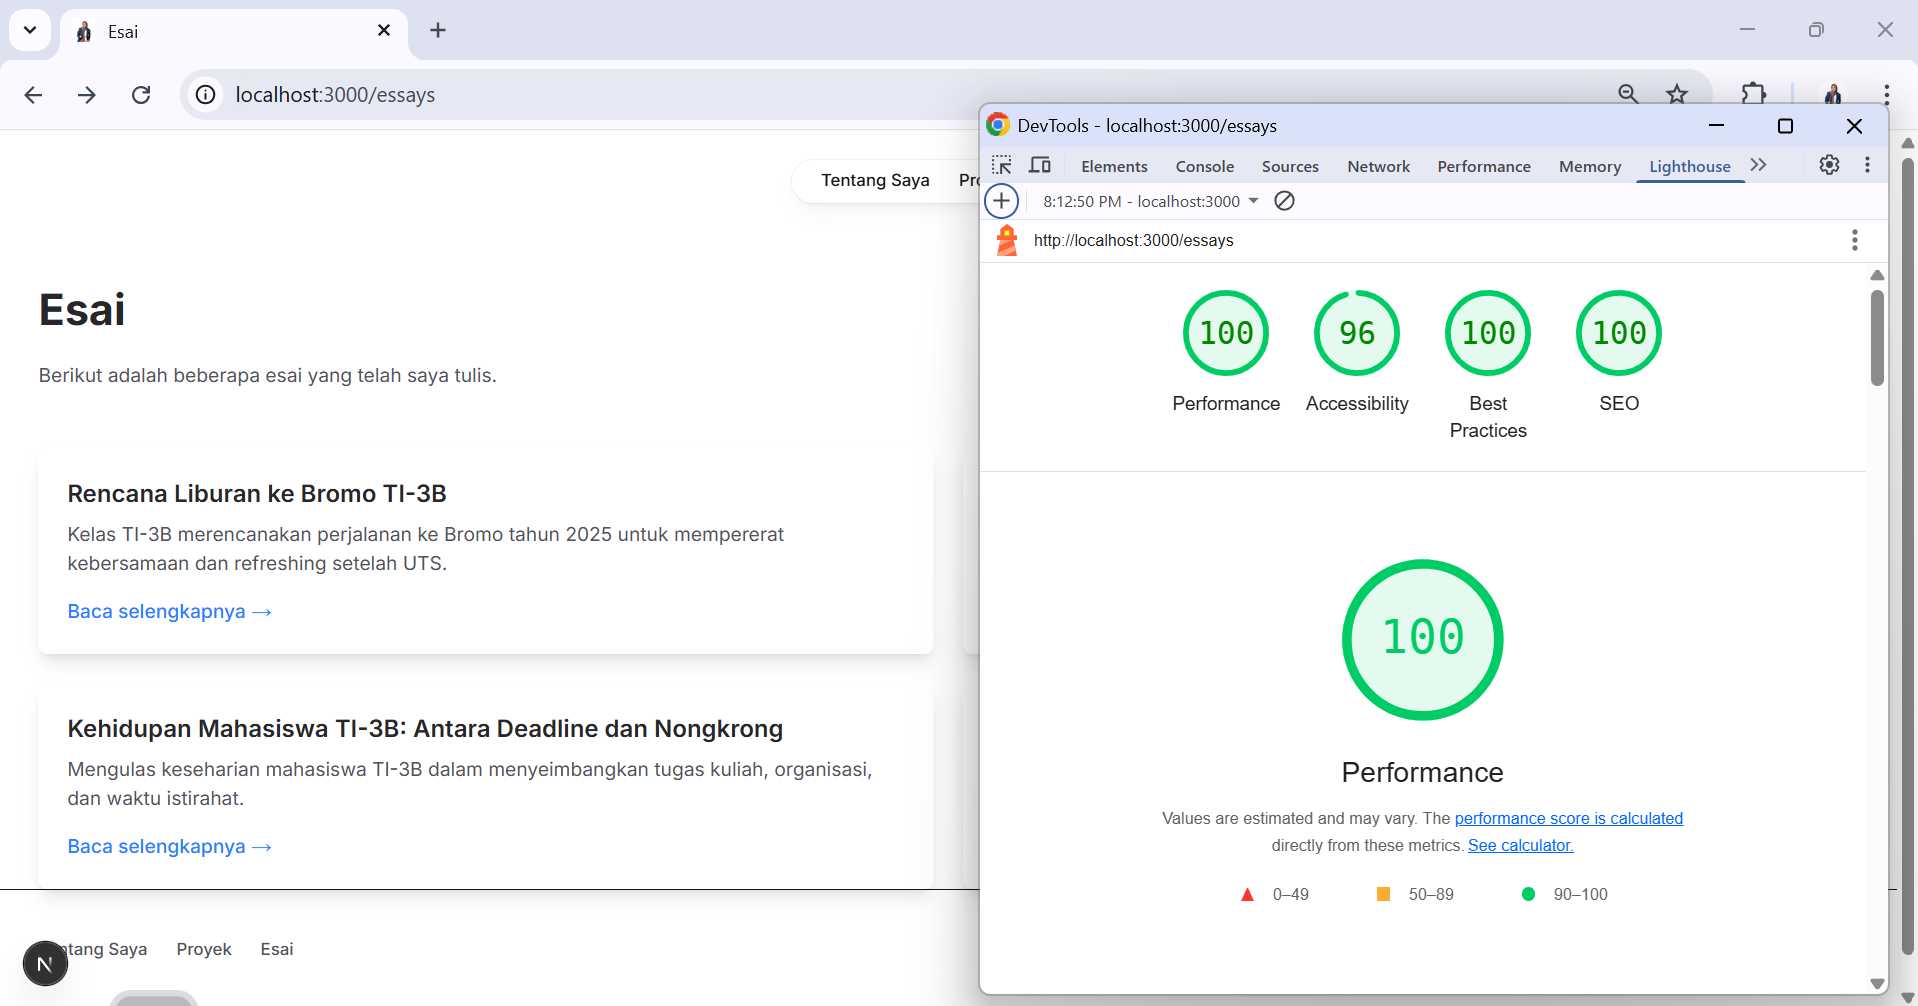 Esai
localhost:3000/essays
Tentang Saya
Esai
Berikut adalah beberapa esai yang telah saya tulis.
Rencana Liburan ke Bromo TI-3B
Kelas TI-3B merencanakan perjalanan ke Bromo tahun 2025 untuk mempererat
kebersamaan dan refreshing setelah UTS.
Baca selengkapnya →
Kehidupan Mahasiswa TI-3B: Antara Deadline dan Nongkrong
Mengulas keseharian mahasiswa TI-3B dalam menyeimbangkan tugas kuliah, organisasi,
dan waktu istirahat.
Baca selengkapnya →
ntang Saya Proyek Esai
N
DevTools - localhost:3000/essays
Elements Console Sources Network Performance Memory Lighthouse
8:12:50 PM - localhost:3000
http://localhost:3000/essays
100 96 100 100
Performance Accessibility Best Practices SEO
100
Performance
Values are estimated and may vary. The performance score is calculated
directly from these metrics. See calculator.
0–49 50–89 90–100